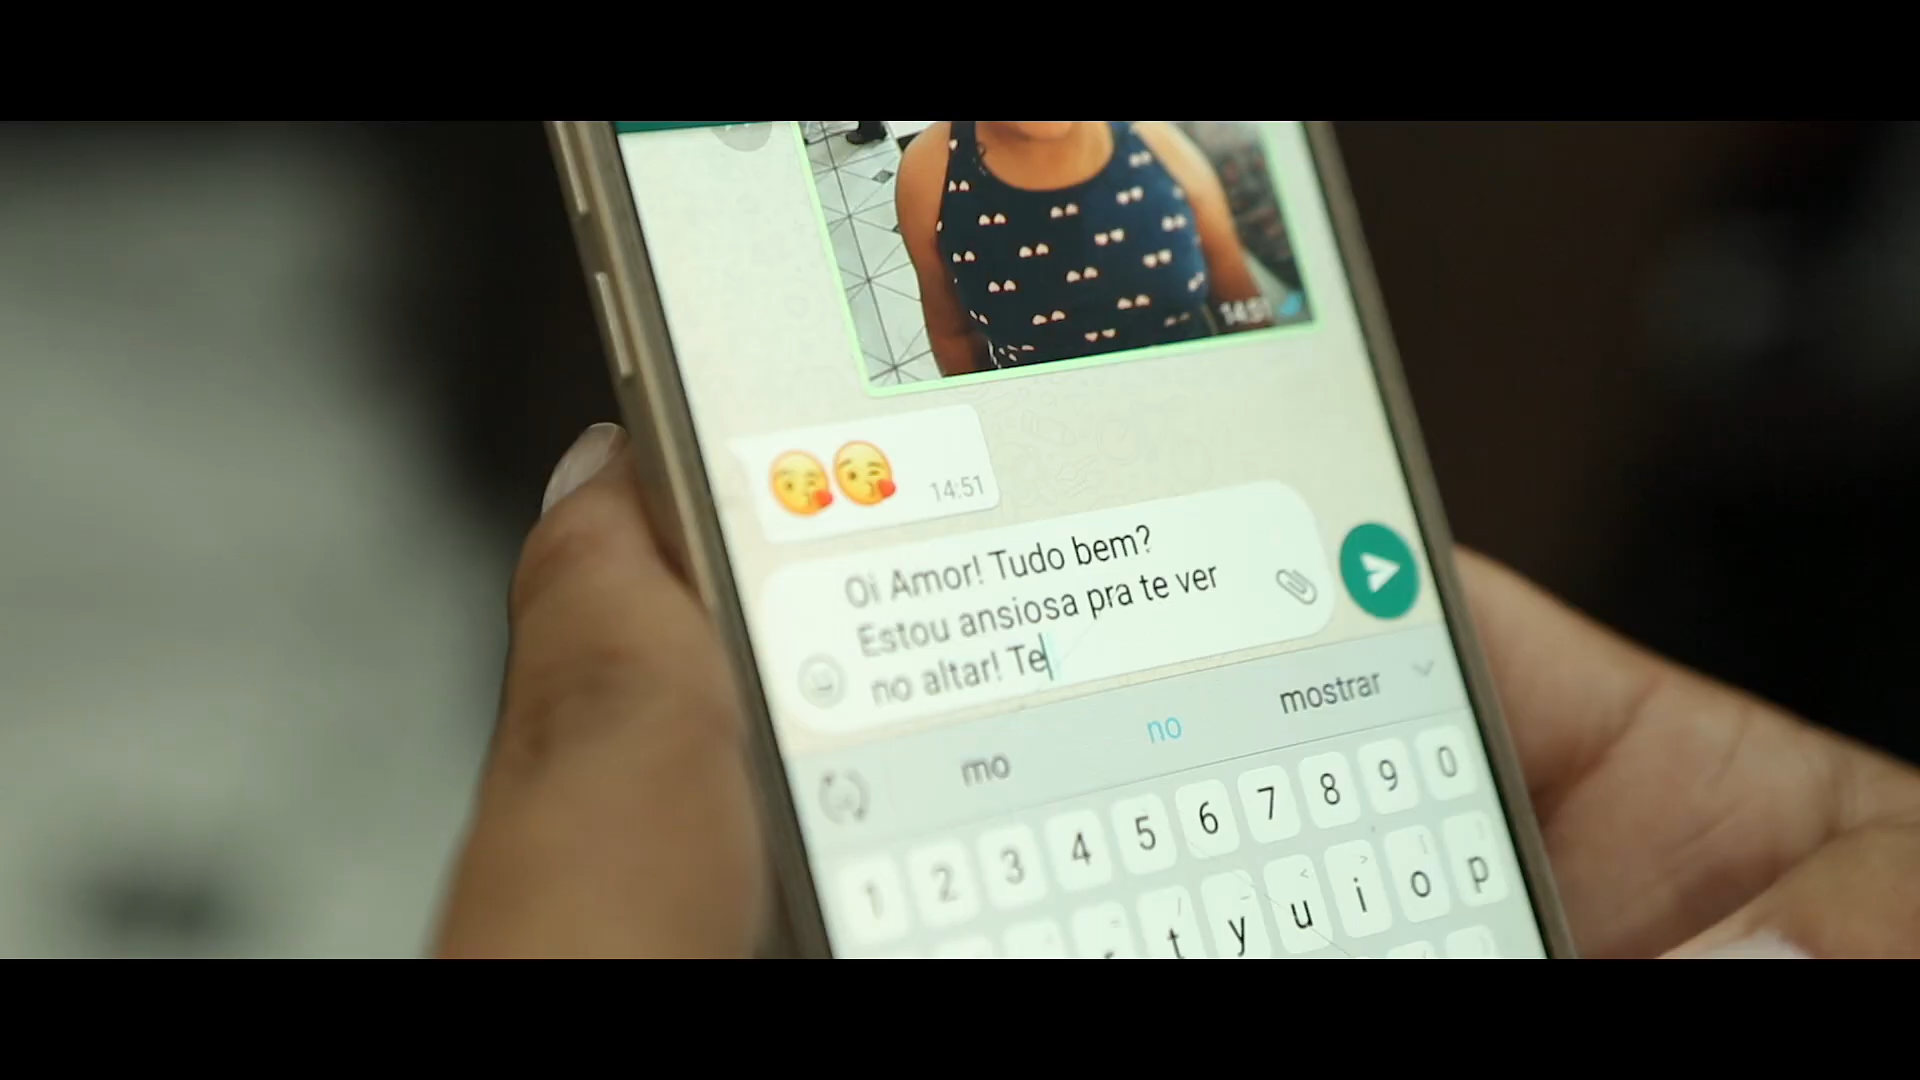 14:51
14:51
Oi Amor! Tudo bem?
Estou ansiosa pra te ver
no altar! Te
mo no mostrar
1 2 3 4 5 6 7 8 9 0
r t y u i o p